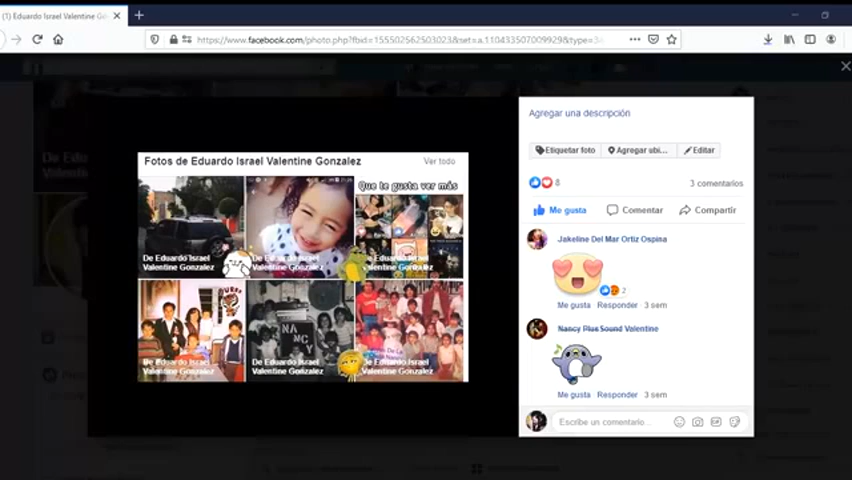 (1) Eduardo Israel Valentine Go
https://www.facebook.com/photo.php?fbid=155502562503023&set=a.110433507009929&type=3
Agregar una descripción
Etiquetar foto
Agregar ubi...
Editar
8
3 comentarios
Me gusta
Comentar
Compartir
Jakeline Del Mar Ortiz Ospina
2
Me gusta Responder 3 sem
Nancy Plus Sound Valentine
Me gusta Responder 3 sem
Escribe un comentario...
Fotos de Eduardo Israel Valentine Gonzalez
Ver todo
Que te gusta ver más
De Eduardo Israel
Valentine Gonzalez
De Eduardo Israel
Valentine Gonzalez
De Eduardo Israel
Valentine Gonzalez
De Eduardo Israel
Valentine Gonzalez
NANCY
De Eduardo Israel
Valentine Gonzalez
De Eduardo Israel
Valentine Gonzalez